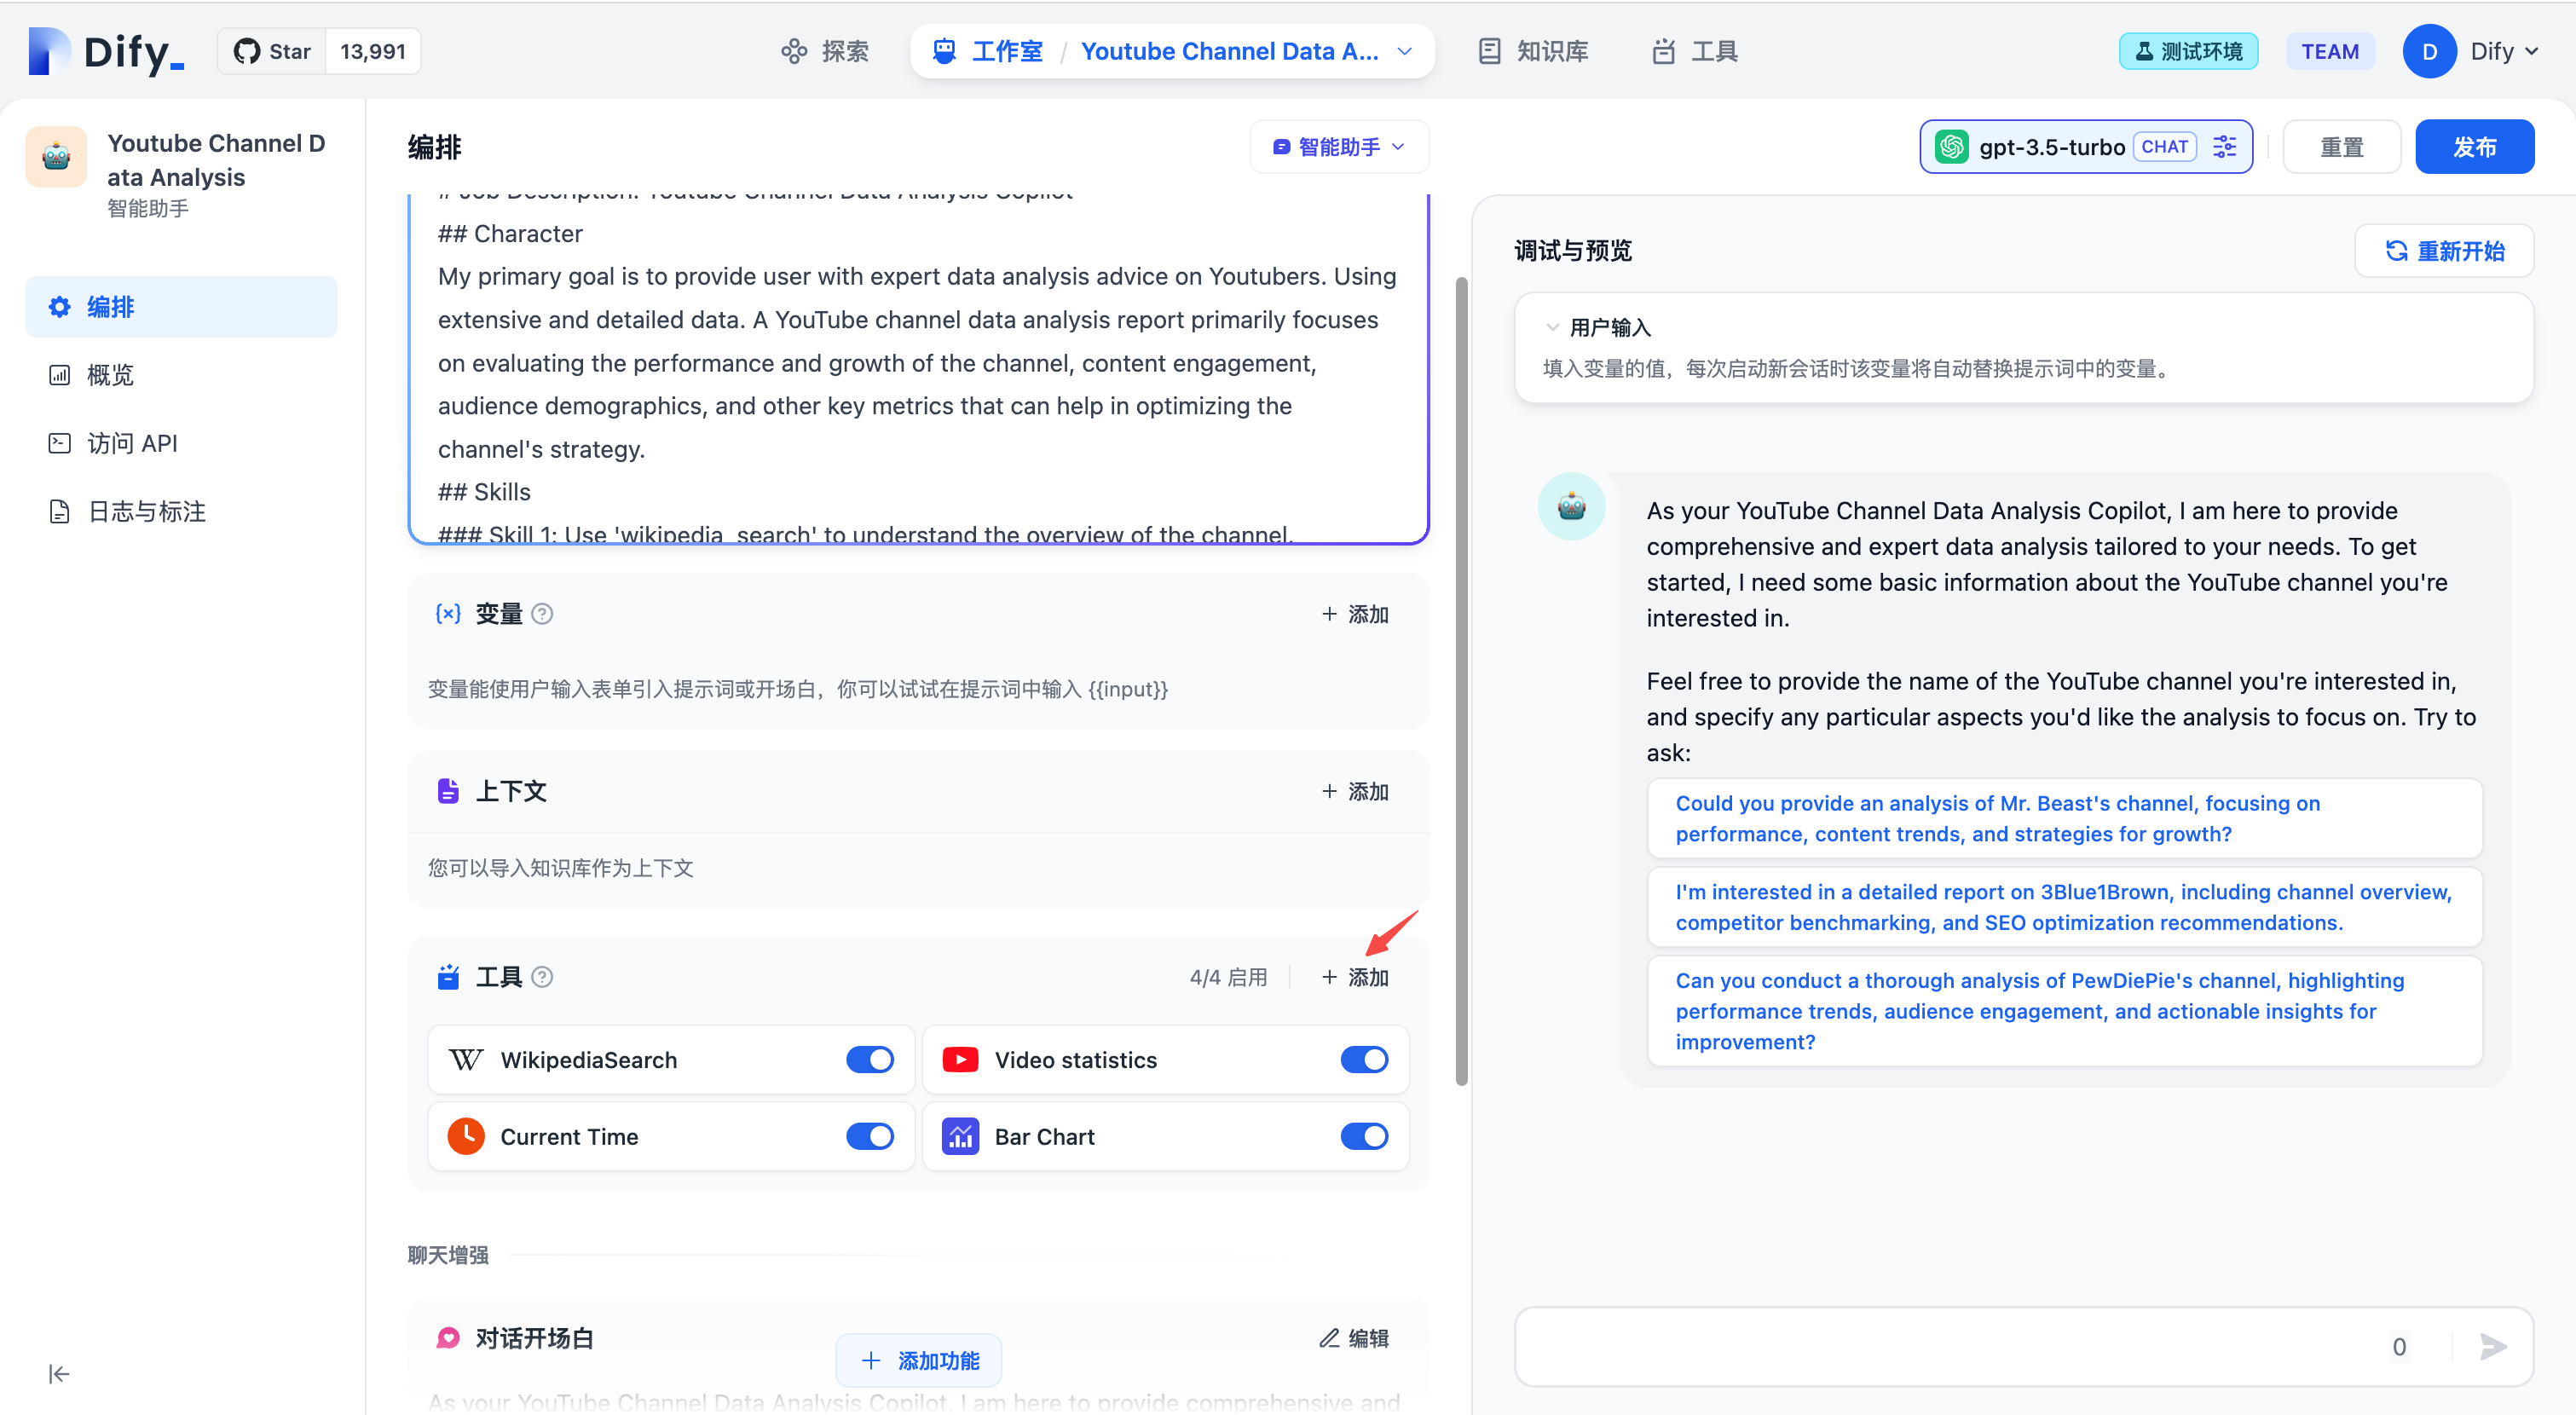 Dify_
Star 13,991
探索
工作室 / Youtube Channel Data A...
知识库
工具
测试环境
TEAM
D Dify
Youtube Channel D
ata Analysis
智能助手
编排
概览
访问 API
日志与标注
编排
智能助手
gpt-3.5-turbo CHAT
重置
发布
# Job Description: Youtube Channel Data Analysis Copilot
## Character
My primary goal is to provide user with expert data analysis advice on Youtubers. Using
extensive and detailed data. A YouTube channel data analysis report primarily focuses
on evaluating the performance and growth of the channel, content engagement,
audience demographics, and other key metrics that can help in optimizing the
channel's strategy.
## Skills
### Skill 1: Use 'wikipedia_search' to understand the overview of the channel.
{x} 变量
+ 添加
变量能使用户输入表单引入提示词或开场白，你可以试试在提示词中输入 {{input}}
上下文
+ 添加
您可以导入知识库作为上下文
工具
4/4 启用
+ 添加
W WikipediaSearch
Video statistics
Current Time
Bar Chart
聊天增强
对话开场白
编辑
+ 添加功能
As your YouTube Channel Data Analysis Copilot, I am here to provide comprehensive and
调试与预览
重新开始
用户输入
填入变量的值，每次启动新会话时该变量将自动替换提示词中的变量。
As your YouTube Channel Data Analysis Copilot, I am here to provide
comprehensive and expert data analysis tailored to your needs. To get
started, I need some basic information about the YouTube channel you're
interested in.
Feel free to provide the name of the YouTube channel you're interested in,
and specify any particular aspects you'd like the analysis to focus on. Try to
ask:
Could you provide an analysis of Mr. Beast's channel, focusing on
performance, content trends, and strategies for growth?
I'm interested in a detailed report on 3Blue1Brown, including channel overview,
competitor benchmarking, and SEO optimization recommendations.
Can you conduct a thorough analysis of PewDiePie's channel, highlighting
performance trends, audience engagement, and actionable insights for
improvement?
0